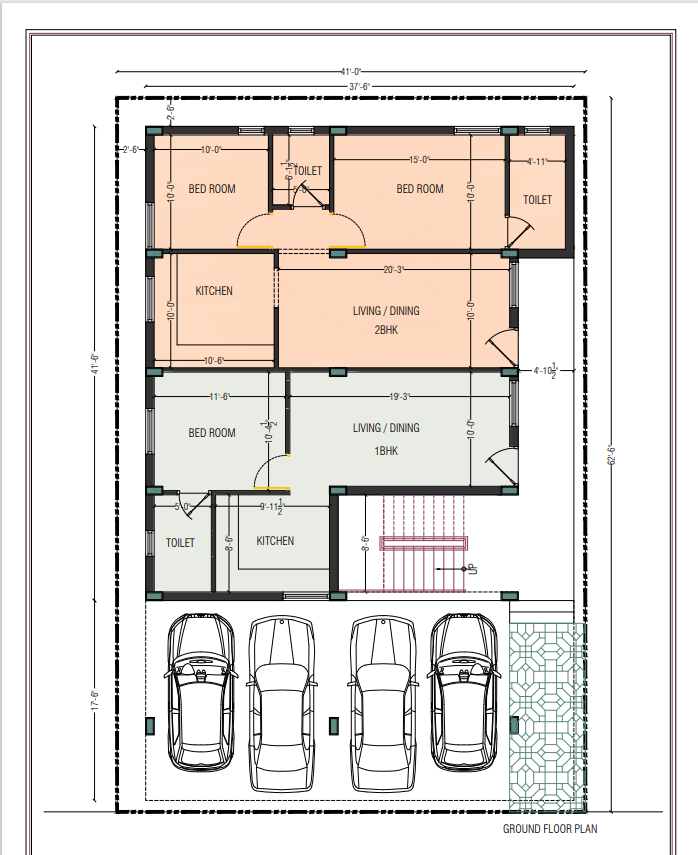 41'-0"
37'-6"
2'-6"
2'-6"
10'-0"
6'-1½"
TOILET
5'-0"
15'-0"
4'-11"
BED ROOM
10'-0"
BED ROOM
10'-0"
TOILET
20'-3"
KITCHEN
10'-0"
LIVING / DINING
2BHK
10'-0"
10'-6"
4'-10½"
41'-6"
11'-6"
19'-3"
BED ROOM
10'-4½"
LIVING / DINING
1BHK
10'-0"
62'-6"
5'-0"
9'-11½"
TOILET
8'-6"
KITCHEN
8'-6"
UP
17'-6"
GROUND FLOOR PLAN